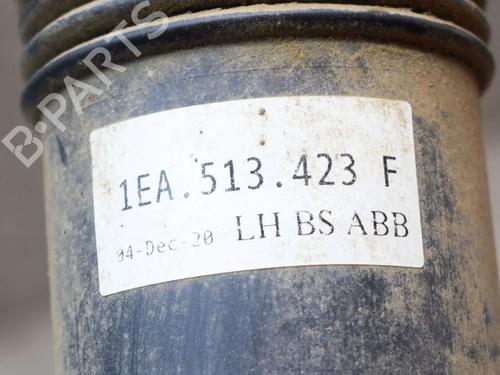 B-PARTS
1EA.513.423 F
04-Dec-20 LH BS ABB